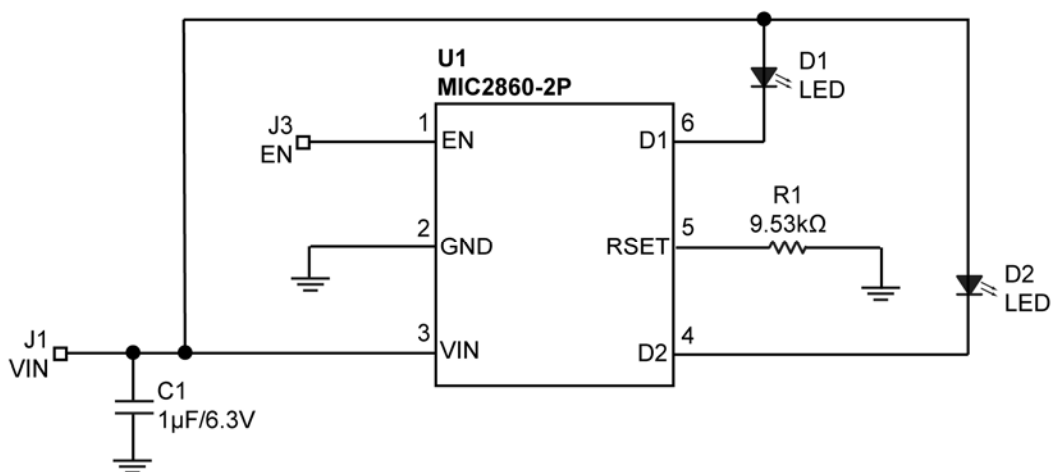 U1
MIC2860-2P
D1
LED
J3
EN
1
EN
6
D1
R1
9.53kΩ
2
GND
5
RSET
D2
LED
J1
VIN
3
VIN
4
D2
C1
1µF/6.3V